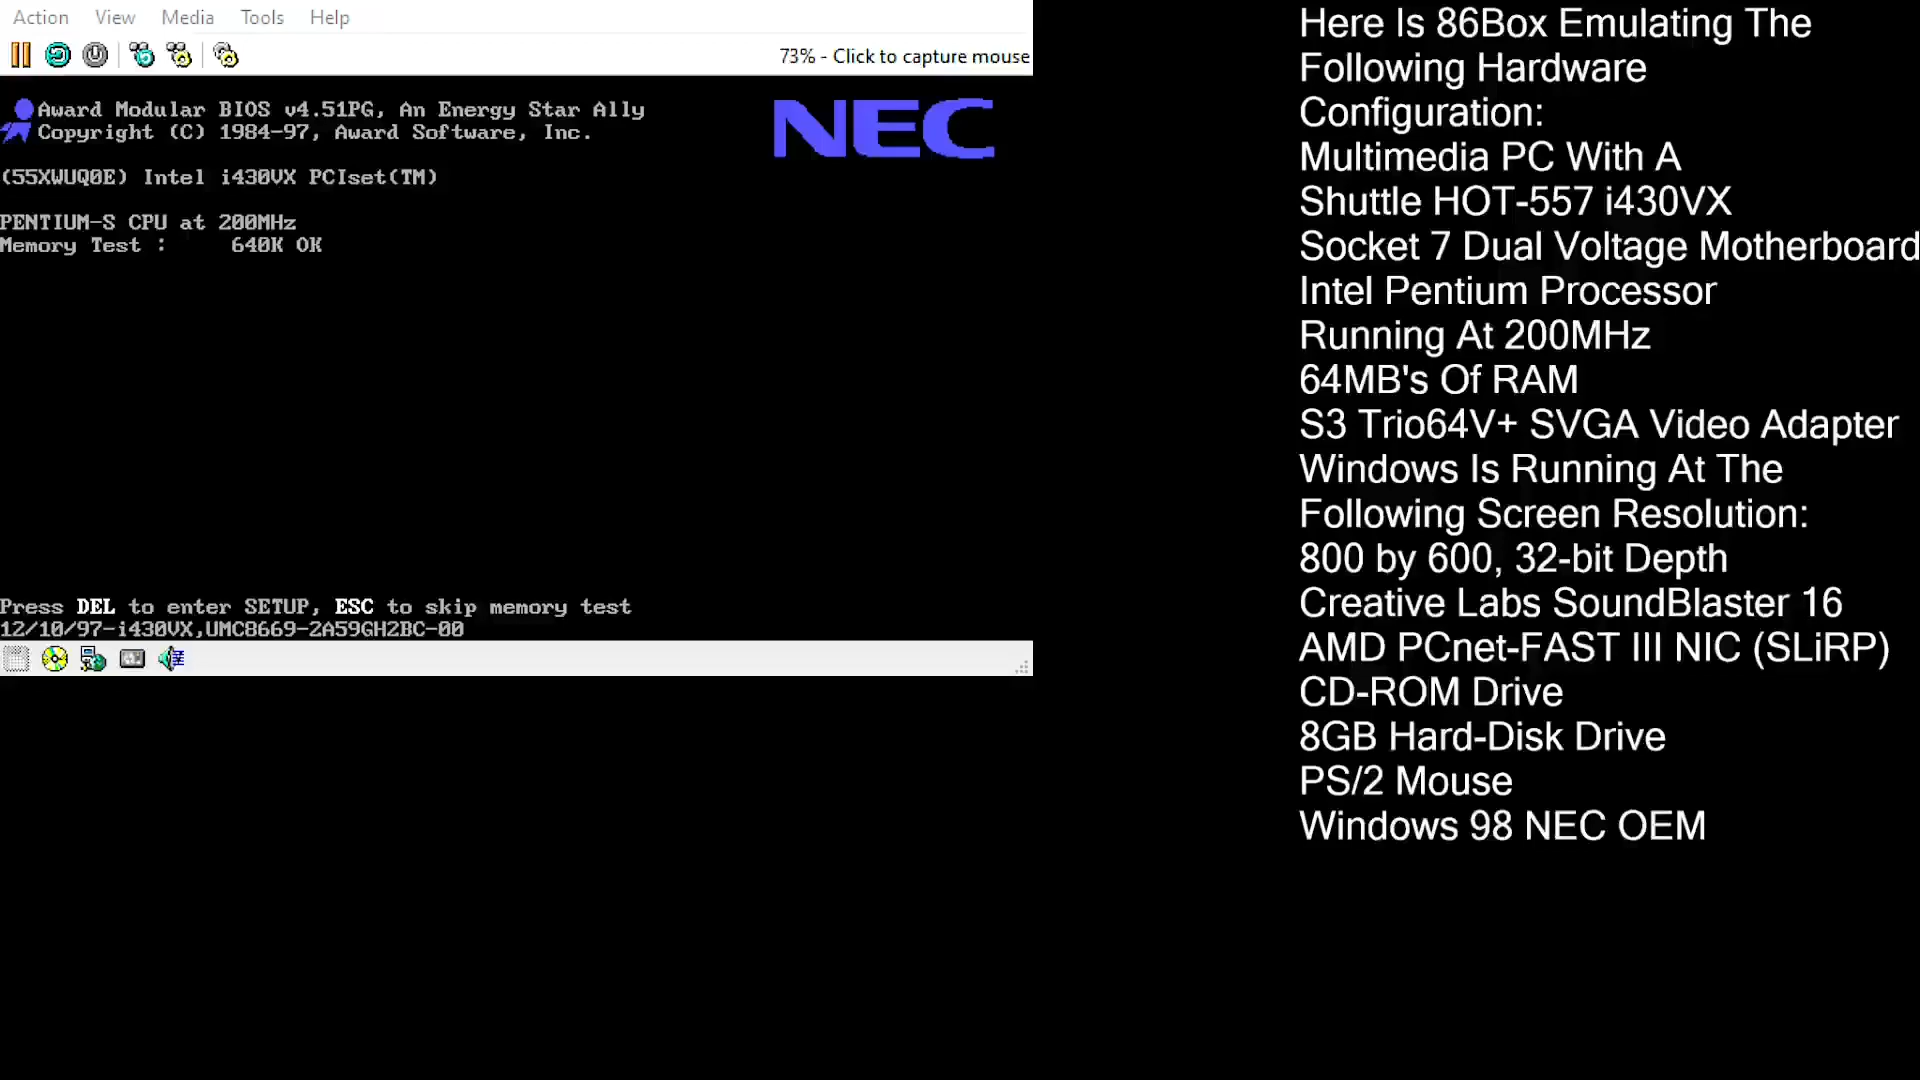 Action View Media Tools Help
73% - Click to capture mouse
Award Modular BIOS v4.51PG, An Energy Star Ally
Copyright (C) 1984-97, Award Software, Inc.
NEC
(55XWUQ0E) Intel i430VX PCIset(TM)
PENTIUM-S CPU at 200MHz
Memory Test : 640K OK
Press DEL to enter SETUP, ESC to skip memory test
12/10/97-i430VX,UMC8669-2A59GH2BC-00
Here Is 86Box Emulating The
Following Hardware
Configuration:
Multimedia PC With A
Shuttle HOT-557 i430VX
Socket 7 Dual Voltage Motherboard
Intel Pentium Processor
Running At 200MHz
64MB's Of RAM
S3 Trio64V+ SVGA Video Adapter
Windows Is Running At The
Following Screen Resolution:
800 by 600, 32-bit Depth
Creative Labs SoundBlaster 16
AMD PCnet-FAST III NIC (SLiRP)
CD-ROM Drive
8GB Hard-Disk Drive
PS/2 Mouse
Windows 98 NEC OEM